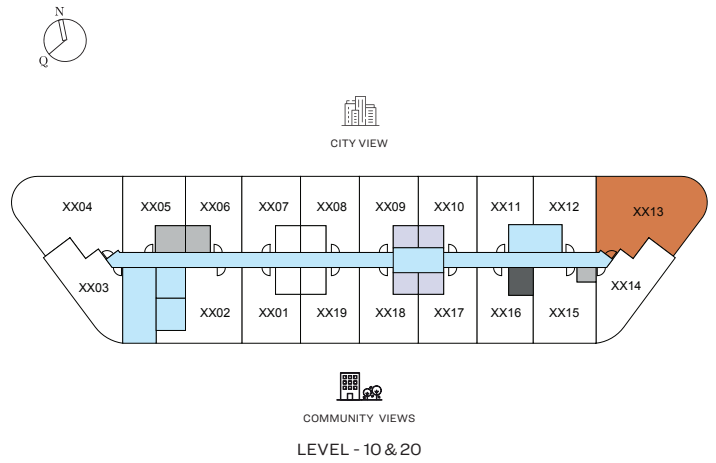 N
Q
CITY VIEW
XX04
XX05
XX06
XX07
XX08
XX09
XX10
XX11
XX12
XX13
XX03
XX02
XX01
XX19
XX18
XX17
XX16
XX15
XX14
COMMUNITY VIEWS
LEVEL - 10 & 20